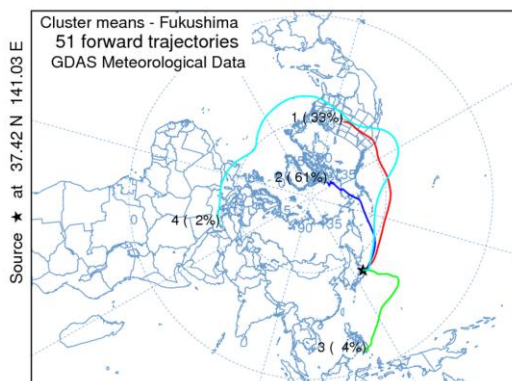 Cluster means - Fukushima
51 forward trajectories
GDAS Meteorological Data
Source ★ at 37.42 N 141.03 E
1 ( 33%)
2 ( 61%)
4 ( 2%)
3 ( 4%)
0